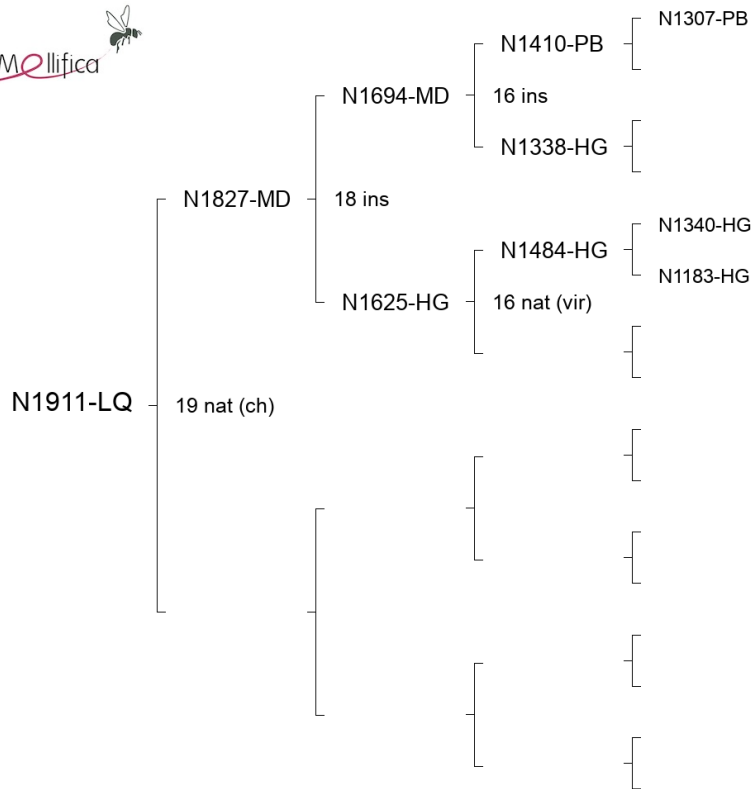 Mellifica
N1307-PB
N1410-PB
N1694-MD
16 ins
N1338-HG
N1827-MD
18 ins
N1340-HG
N1484-HG
N1183-HG
N1625-HG
16 nat (vir)
N1911-LQ
19 nat (ch)